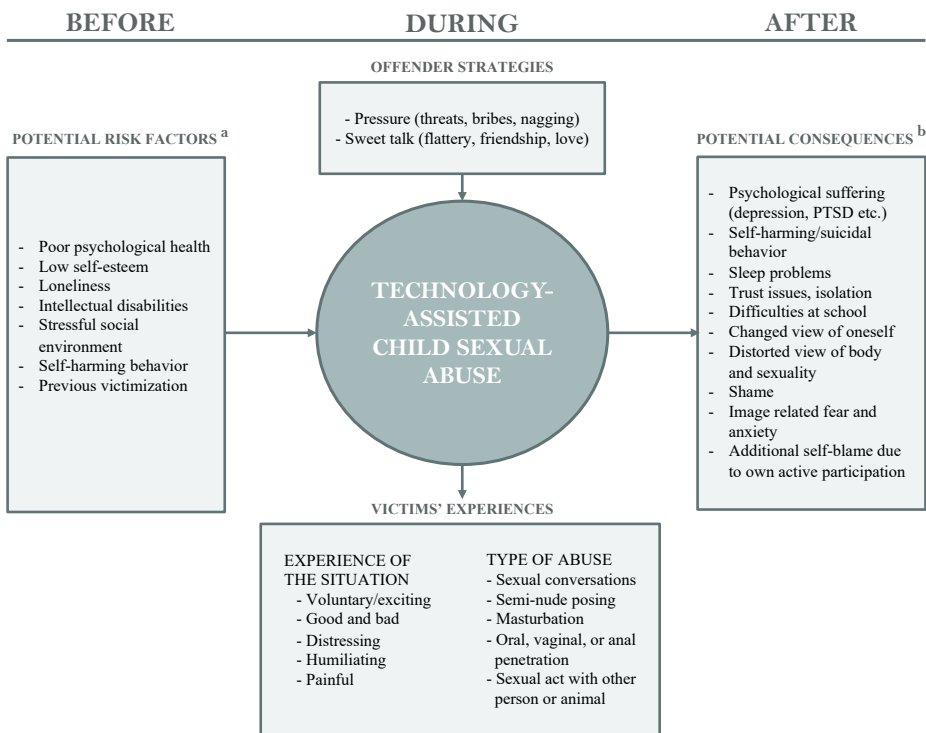 BEFORE
DURING
AFTER
OFFENDER STRATEGIES
- Pressure (threats, bribes, nagging)
- Sweet talk (flattery, friendship, love)
POTENTIAL RISK FACTORS a
- Poor psychological health
- Low self-esteem
- Loneliness
- Intellectual disabilities
- Stressful social
environment
- Self-harming behavior
- Previous victimization
TECHNOLOGY-
ASSISTED
CHILD SEXUAL
ABUSE
POTENTIAL CONSEQUENCES b
- Psychological suffering
(depression, PTSD etc.)
- Self-harming/suicidal
behavior
- Sleep problems
- Trust issues, isolation
- Difficulties at school
- Changed view of oneself
- Distorted view of body
and sexuality
- Shame
- Image related fear and
anxiety
- Additional self-blame due
to own active participation
VICTIMS’ EXPERIENCES
EXPERIENCE OF
THE SITUATION
- Voluntary/exciting
- Good and bad
- Distressing
- Humiliating
- Painful
TYPE OF ABUSE
- Sexual conversations
- Semi-nude posing
- Masturbation
- Oral, vaginal, or anal
penetration
- Sexual act with other
person or animal